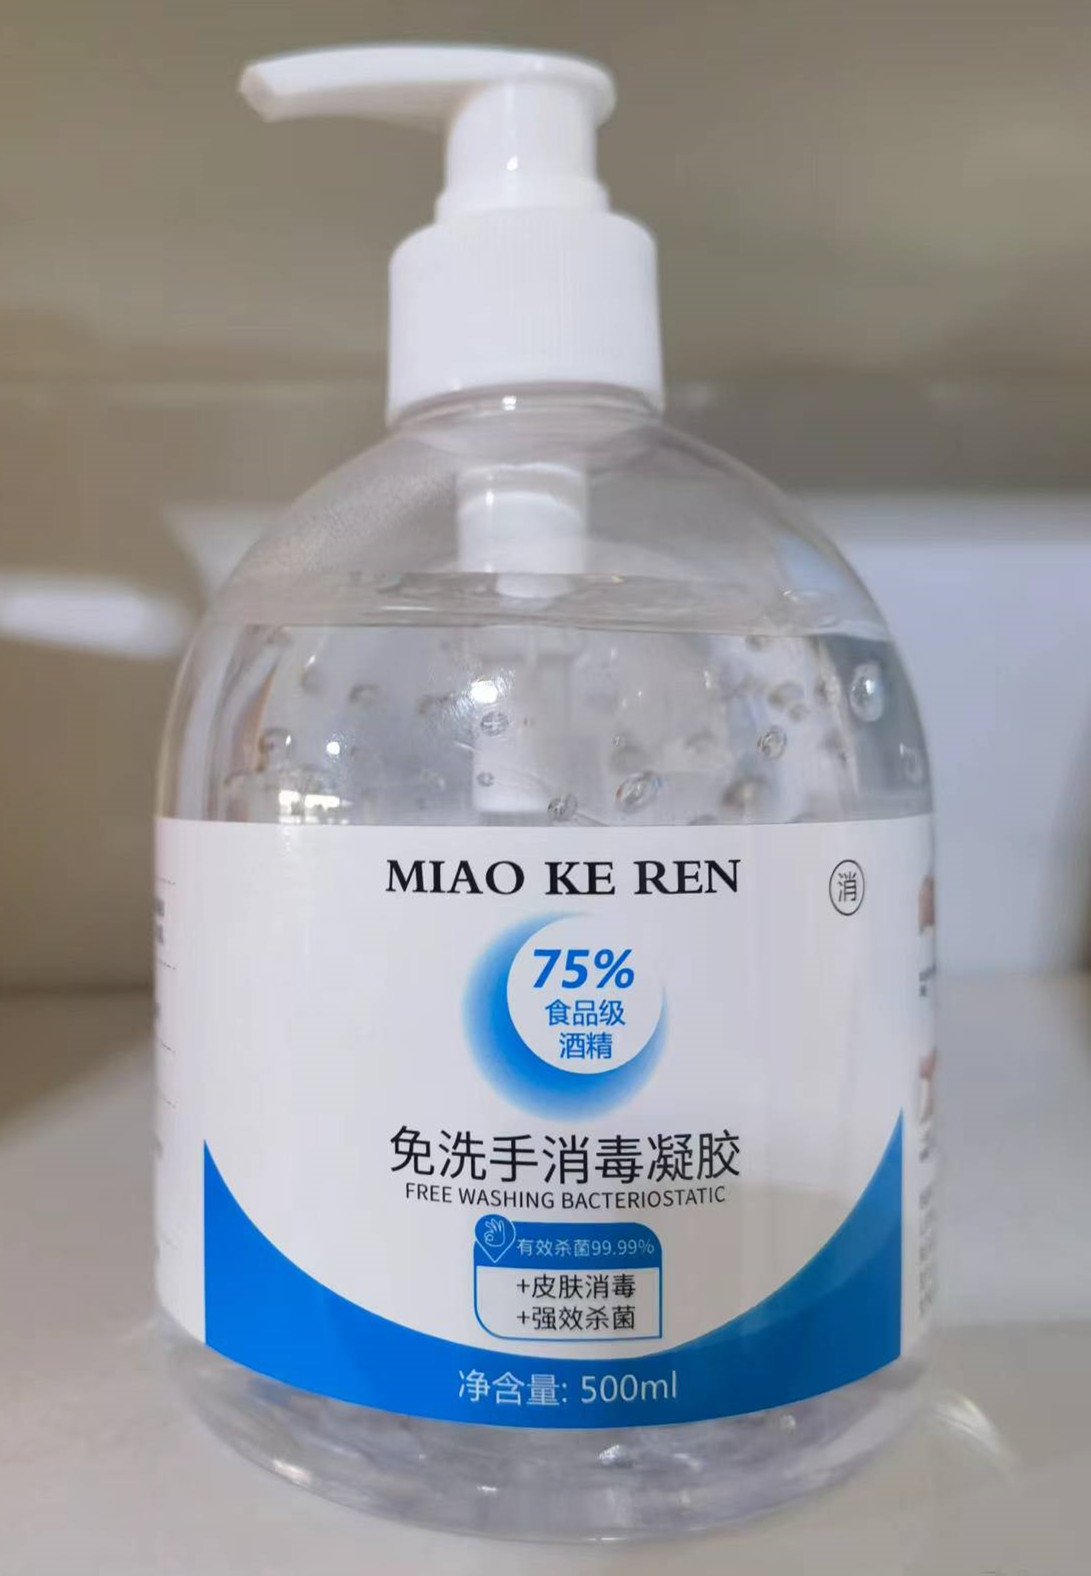 MIAO KE REN
消
75%
食品级
酒精
免洗手消毒凝胶
FREE WASHING BACTERIOSTATIC
有效杀菌99.99%
+皮肤消毒
+强效杀菌
净含量: 500ml